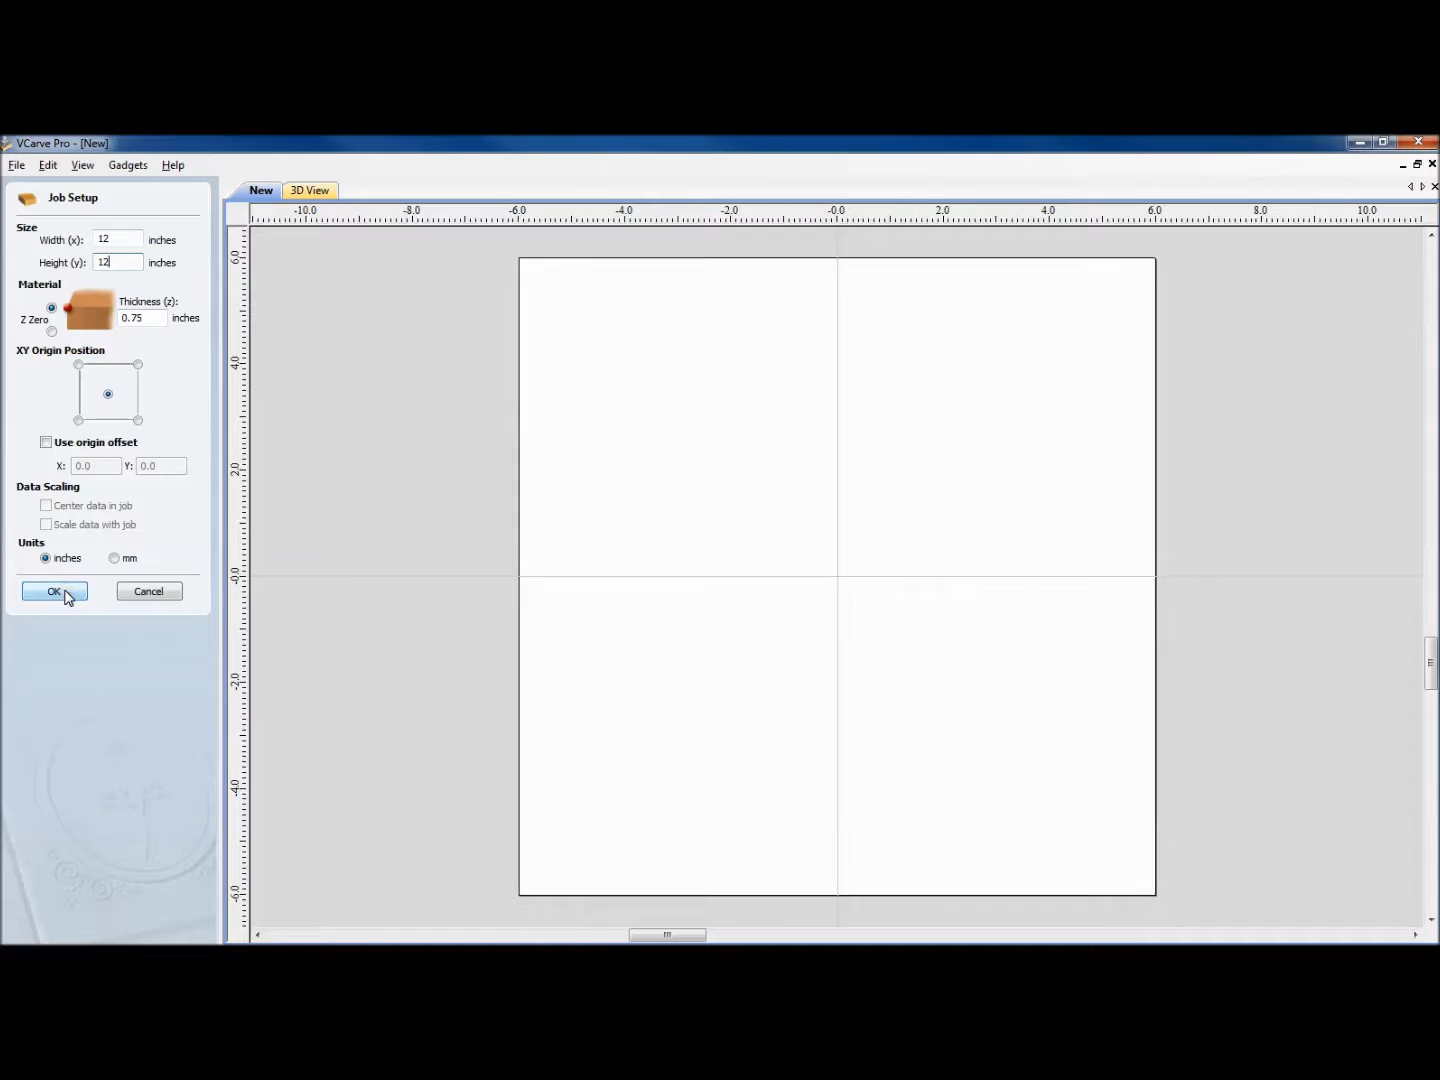 VCarve Pro - [New]
File Edit View Gadgets Help
Job Setup
Size
Width (x): 12 inches
Height (y): 12 inches
Material
Thickness (z):
Z Zero 0.75 inches
XY Origin Position
Use origin offset
X: 0.0 Y: 0.0
Data Scaling
Center data in job
Scale data with job
Units
inches mm
OK Cancel
New 3D View
-10.0 -8.0 -6.0 -4.0 -2.0 -0.0 2.0 4.0 6.0 8.0 10.0
6.0
4.0
2.0
-0.0
-2.0
-4.0
-6.0